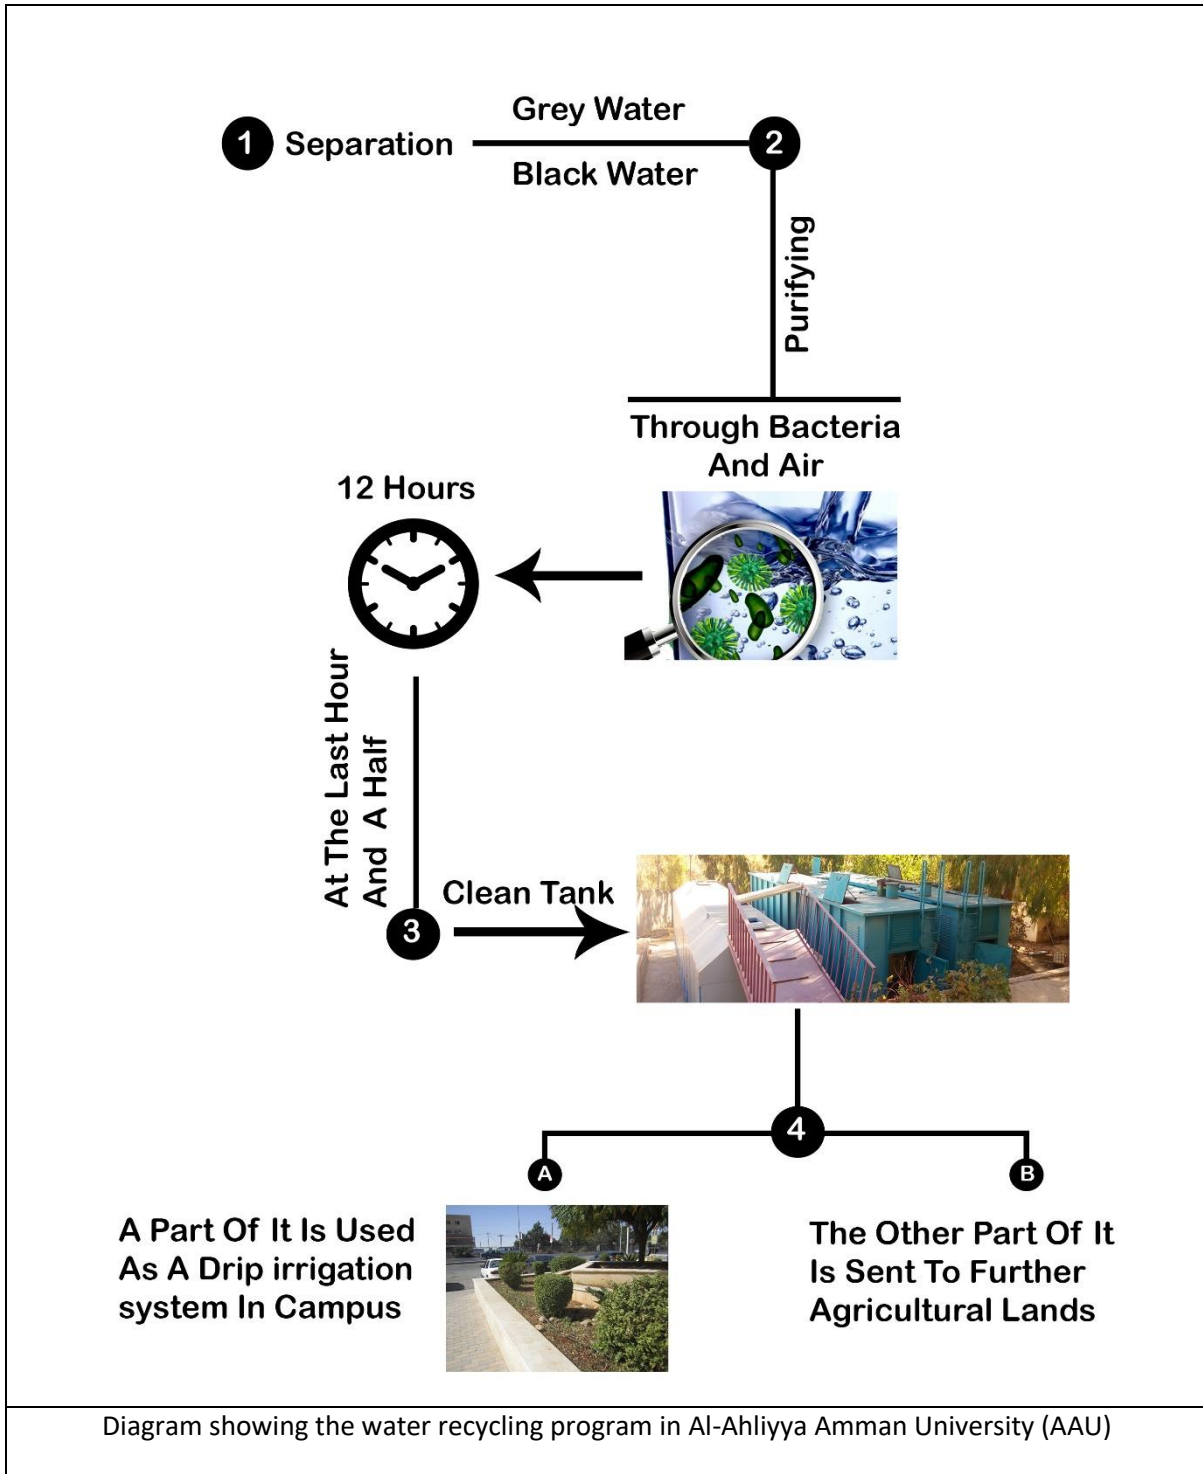 1 Separation
Grey Water
Black Water
2
Purifying
Through Bacteria
And Air
12 Hours
At The Last Hour
And A Half
3
Clean Tank
4
A
A Part Of It Is Used
As A Drip irrigation
system In Campus
B
The Other Part Of It
Is Sent To Further
Agricultural Lands
Diagram showing the water recycling program in Al-Ahliyya Amman University (AAU)